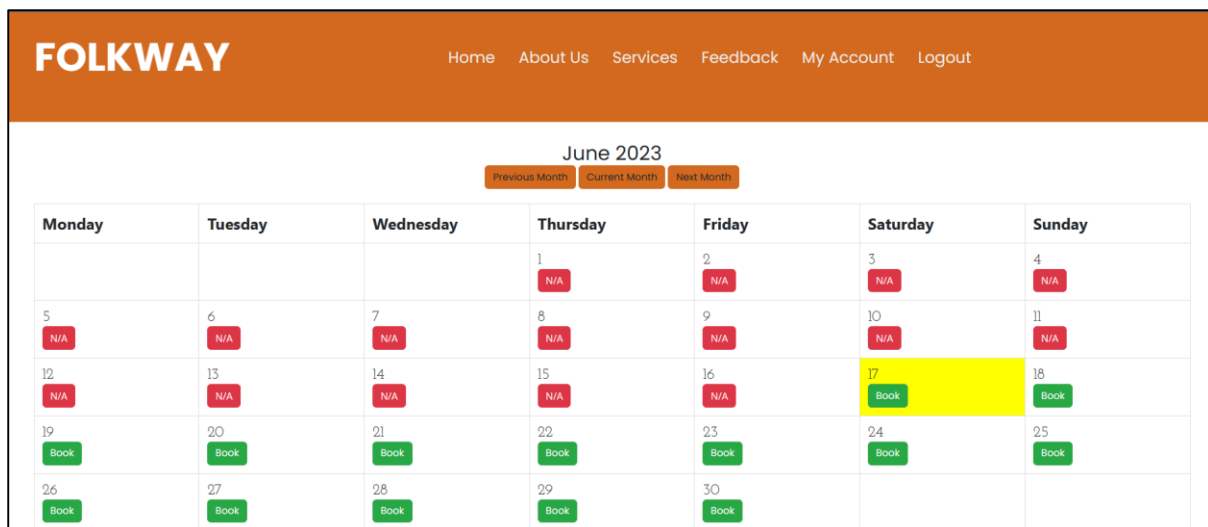 FOLKWAY
Home About Us Services Feedback My Account Logout
June 2023
Previous Month Current Month Next Month
Monday Tuesday Wednesday Thursday Friday Saturday Sunday
1 2 3 4
N/A N/A N/A N/A
5 6 7 8 9 10 11
N/A N/A N/A N/A N/A N/A N/A
12 13 14 15 16 17 18
N/A N/A N/A N/A N/A Book Book
19 20 21 22 23 24 25
Book Book Book Book Book Book Book
26 27 28 29 30
Book Book Book Book Book